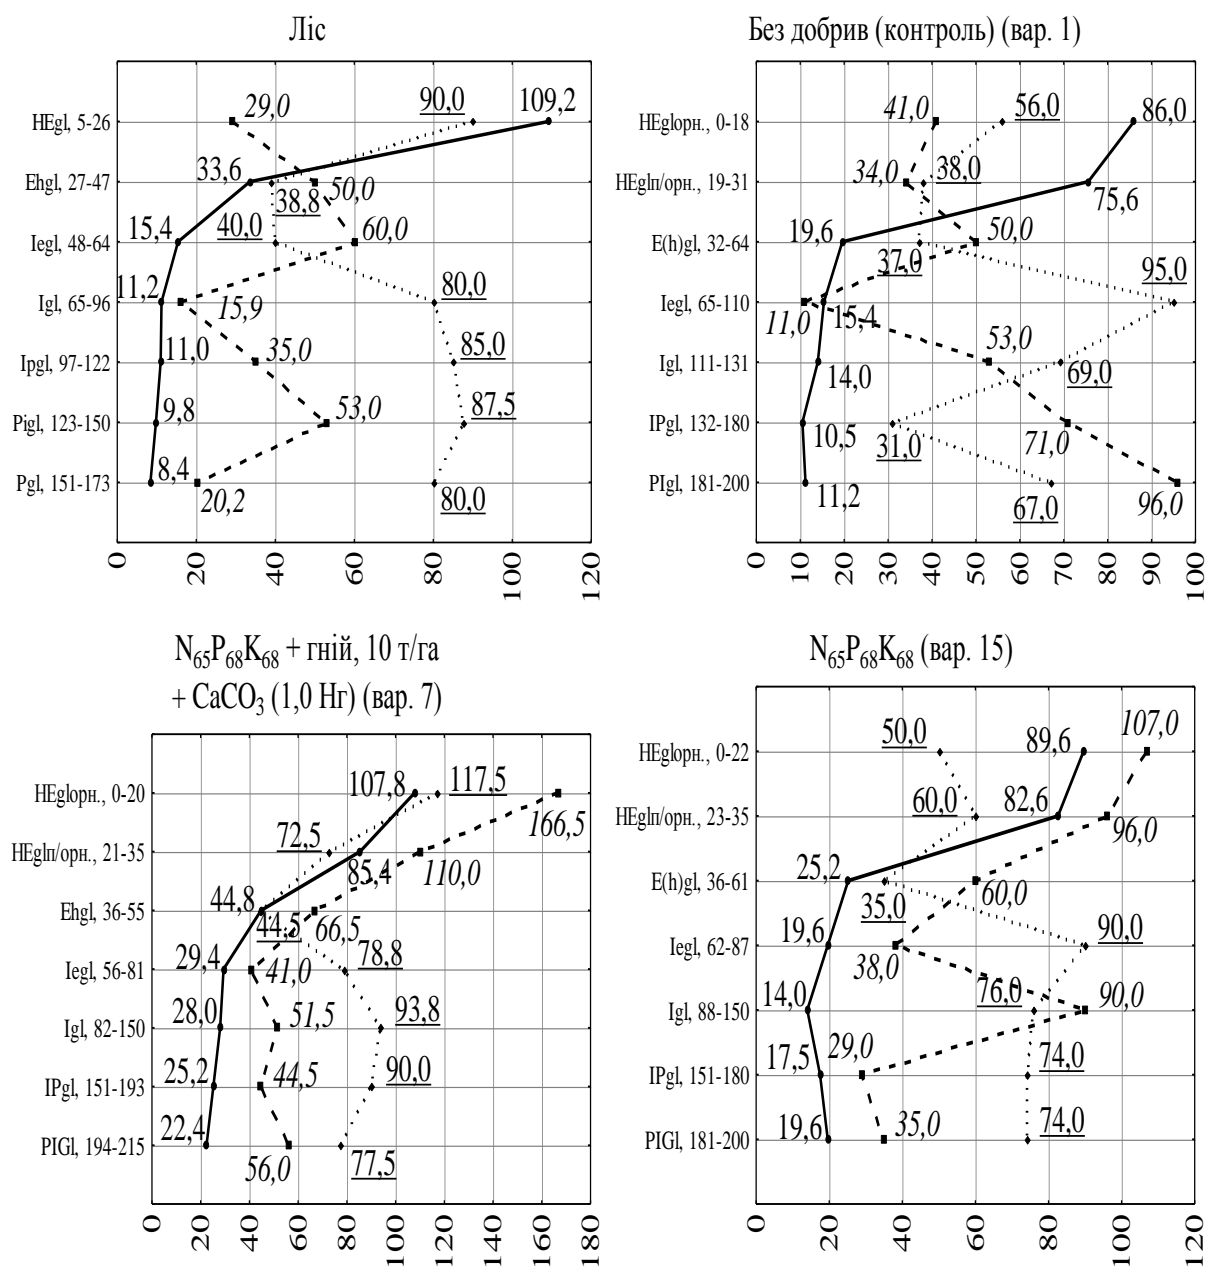 Ліс
HEgl, 5-26
29,0
90,0
109,2
Ehgl, 27-47
33,6
38,8
50,0
Iegl, 48-64
15,4
40,0
60,0
Igl, 65-96
11,2
15,9
80,0
Ipgl, 97-122
11,0
35,0
85,0
Pigl, 123-150
9,8
53,0
87,5
Pgl, 151-173
8,4
20,2
80,0
0 20 40 60 80 100 120
Без добрив (контроль) (вар. 1)
HEglорн., 0-18
41,0
56,0
86,0
HEglп/орн., 19-31
34,0
38,0
75,6
E(h)gl, 32-64
19,6
37,0
50,0
Iegl, 65-110
11,0
15,4
95,0
Igl, 111-131
14,0
53,0
69,0
IPgl, 132-180
10,5
31,0
71,0
PIgl, 181-200
11,2
67,0
96,0
0 10 20 30 40 50 60 70 80 90 100
N65P68K68 + гній, 10 т/га
+ CaCO3 (1,0 Нг) (вар. 7)
HEglорн., 0-20
107,8
117,5
166,5
HEglп/орн., 21-35
72,5
85,4
110,0
Ehgl, 36-55
44,8
44,5
66,5
Iegl, 56-81
29,4
41,0
78,8
Igl, 82-150
28,0
51,5
93,8
IPgl, 151-193
25,2
44,5
90,0
PIGl, 194-215
22,4
56,0
77,5
0 20 40 60 80 100 120 140 160 180
N65P68K68 (вар. 15)
HEglорн., 0-22
50,0
89,6
107,0
HEglп/орн., 23-35
60,0
82,6
96,0
E(h)gl, 36-61
25,2
35,0
60,0
Iegl, 62-87
19,6
38,0
90,0
Igl, 88-150
14,0
76,0
90,0
IPgl, 151-180
17,5
29,0
74,0
PIGl, 181-200
19,6
35,0
74,0
0 20 40 60 80 100 120